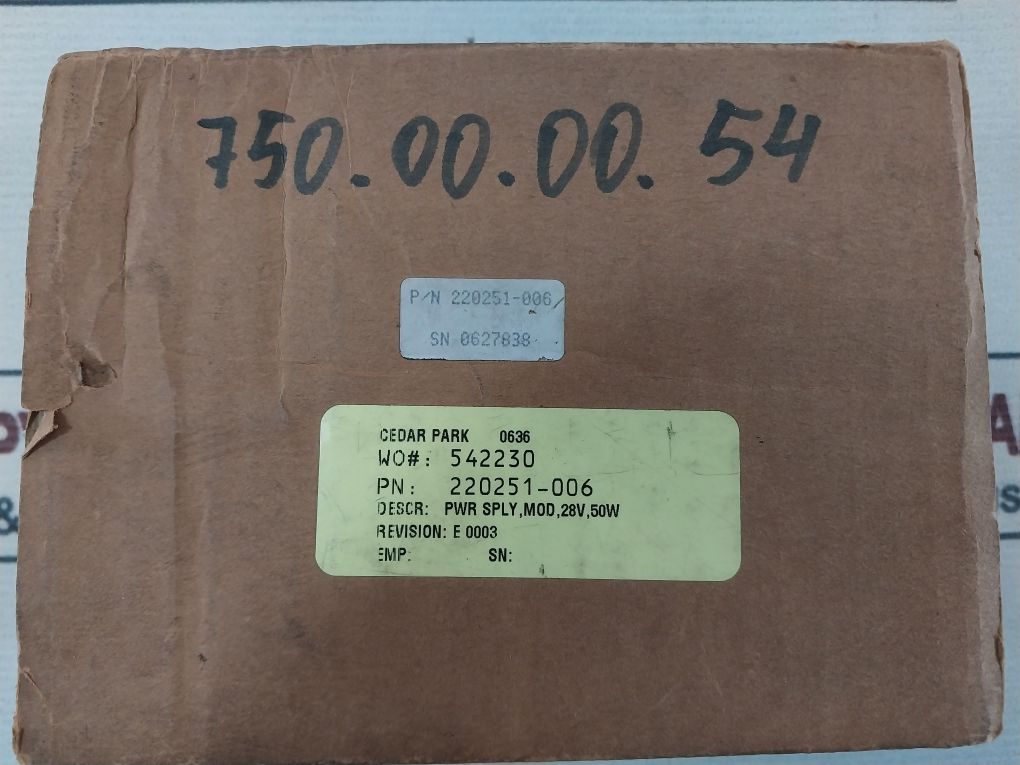 750.00.00.54
P/N 220251-006
SN 0627838
CEDAR PARK 0636
WO#: 542230
PN: 220251-006
DESCR: PWR SPLY,MOD,28V,50W
REVISION: E 0003
EMP: SN:
&